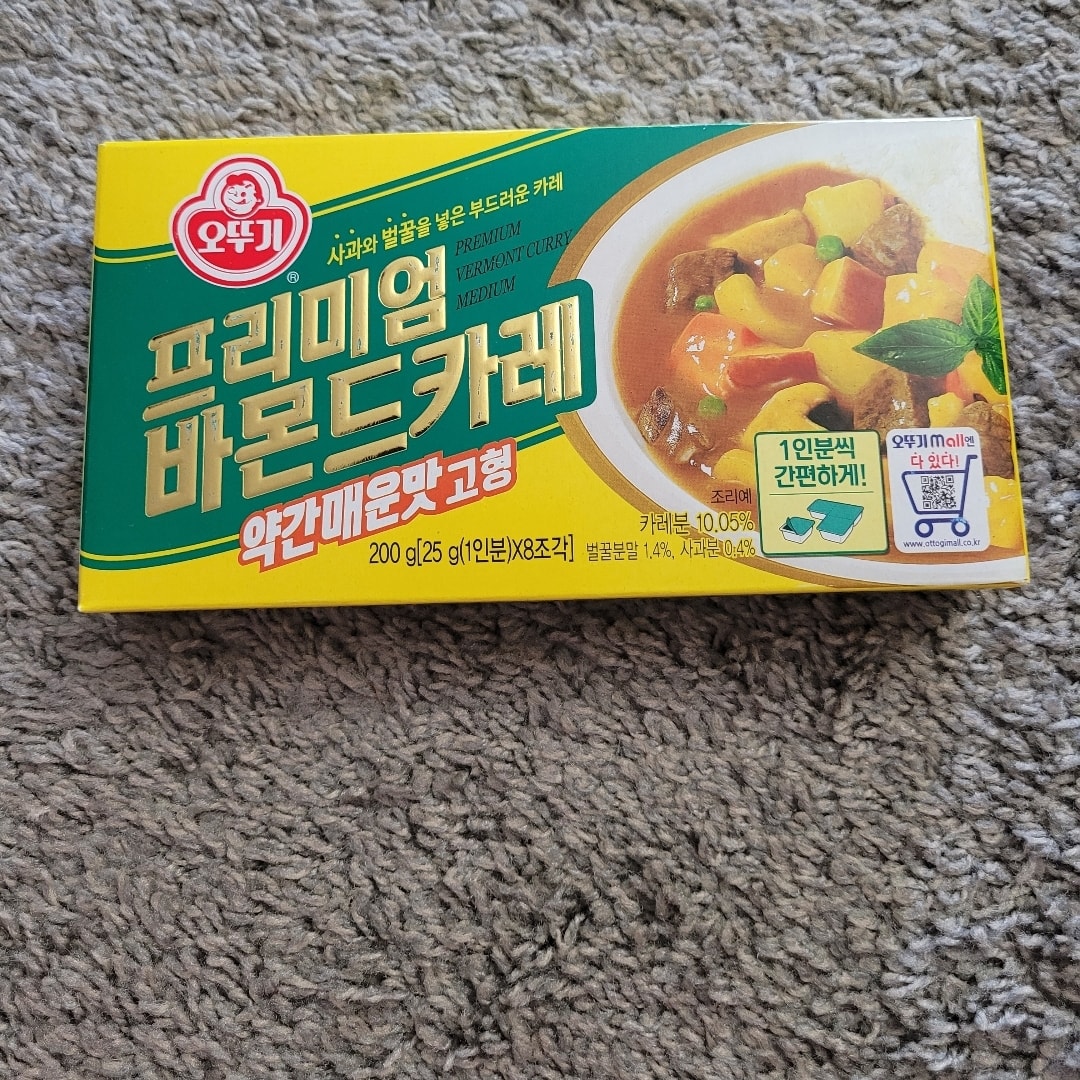 오뚜기
®
사과와 벌꿀을 넣은 부드러운 카레
PREMIUM
VERMONT CURRY
MEDIUM
프리미엄
바몬드카레
약간매운맛 고형
200 g[25 g(1인분)X8조각]
조리예
카레분 10.05%
벌꿀분말 1.4%, 사과분 0.4%
1인분씩
간편하게!
오뚜기 mall엔
다 있다!
www.ottogimall.co.kr